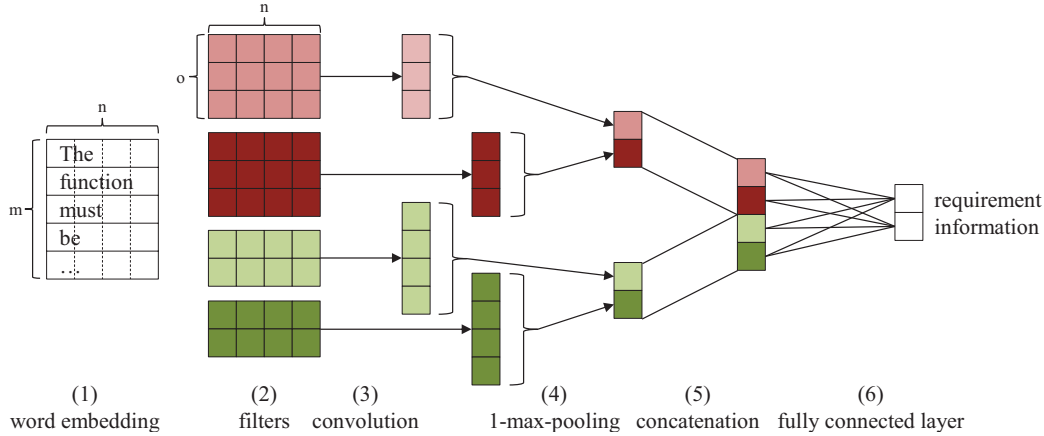 n
o
n
m
The
function
must
be
...
requirement
information
(1) (2) (3) (4) (5) (6)
word embedding filters convolution 1-max-pooling concatenation fully connected layer